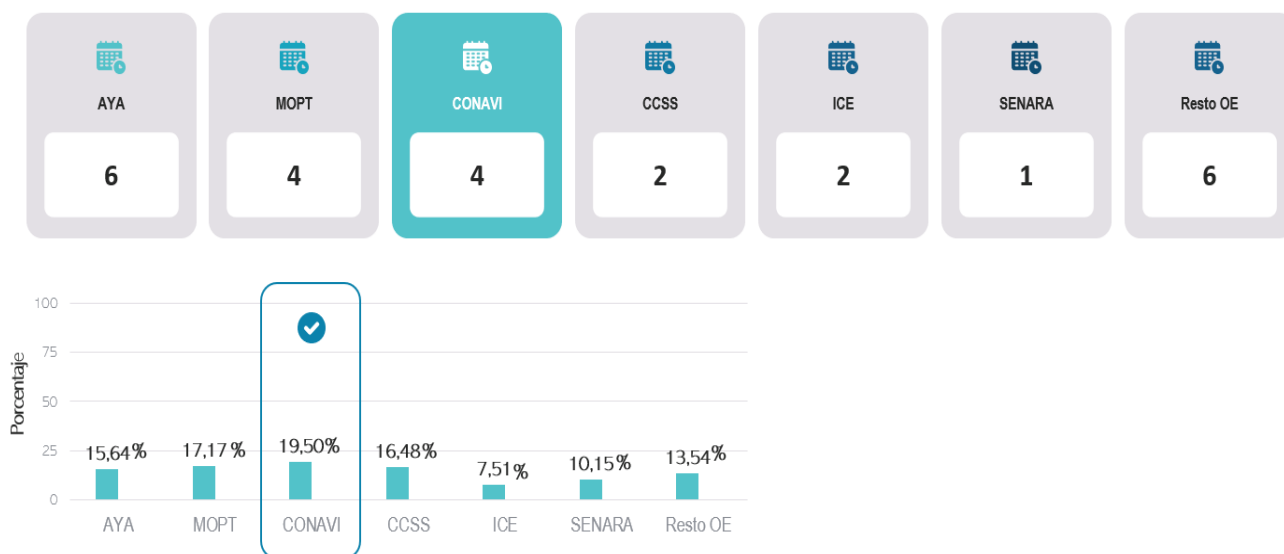 AYA MOPT CONAVI CCSS ICE SENARA Resto OE
6 4 4 2 2 1 6
Porcentaje
100
75
50
25
0
15,64% 17,17% 19,50% 16,48% 7,51% 10,15% 13,54%
AYA MOPT CONAVI CCSS ICE SENARA Resto OE